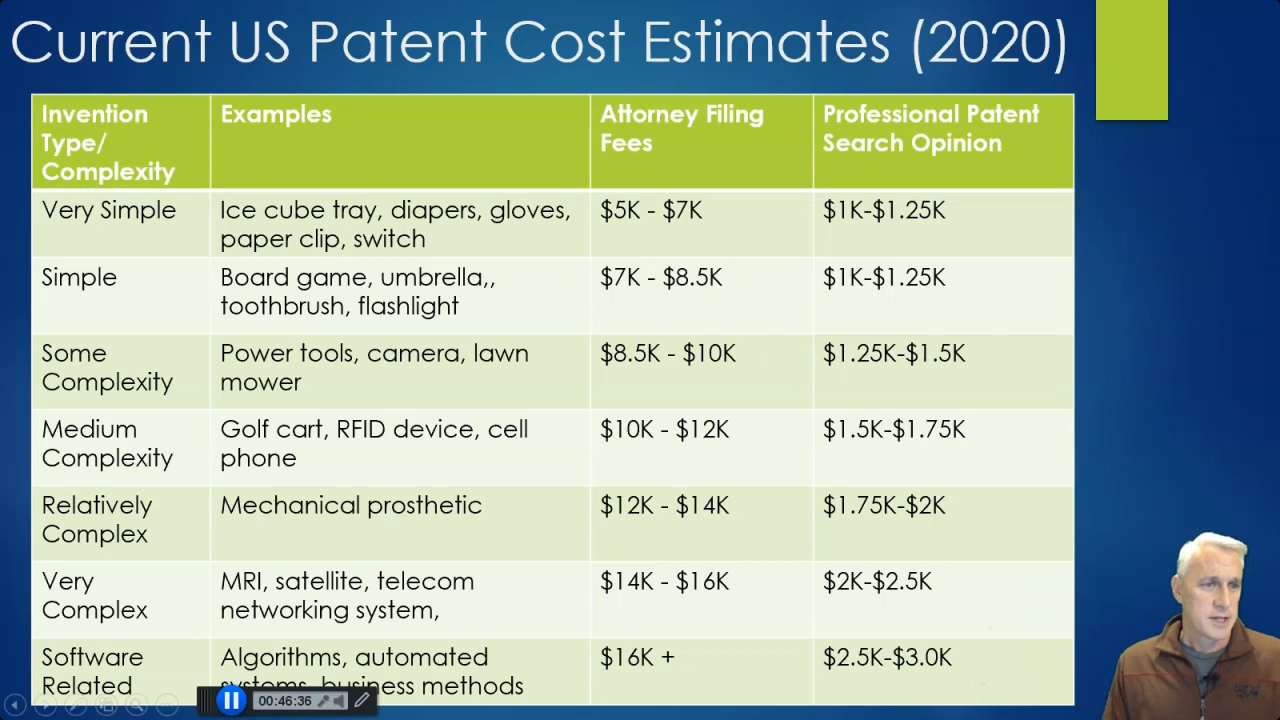 Current US Patent Cost Estimates (2020)
Invention
Type/
Complexity
Examples
Attorney Filing
Fees
Professional Patent
Search Opinion
Very Simple
Ice cube tray, diapers, gloves,
paper clip, switch
$5K - $7K
$1K-$1.25K
Simple
Board game, umbrella,,
toothbrush, flashlight
$7K - $8.5K
$1K-$1.25K
Some
Complexity
Power tools, camera, lawn
mower
$8.5K - $10K
$1.25K-$1.5K
Medium
Complexity
Golf cart, RFID device, cell
phone
$10K - $12K
$1.5K-$1.75K
Relatively
Complex
Mechanical prosthetic
$12K - $14K
$1.75K-$2K
Very
Complex
MRI, satellite, telecom
networking system,
$14K - $16K
$2K-$2.5K
Software
Related
Algorithms, automated
systems, business methods
$16K +
$2.5K-$3.0K
00:46:36